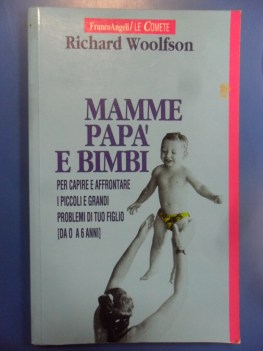 FrancoAngeli/LE COMETE
Richard Woolfson
MAMME
PAPA'
E BIMBI
PER CAPIRE E AFFRONTARE
I PICCOLI E GRANDI
PROBLEMI DI TUO FIGLIO
[DA 0 A 6 ANNI]